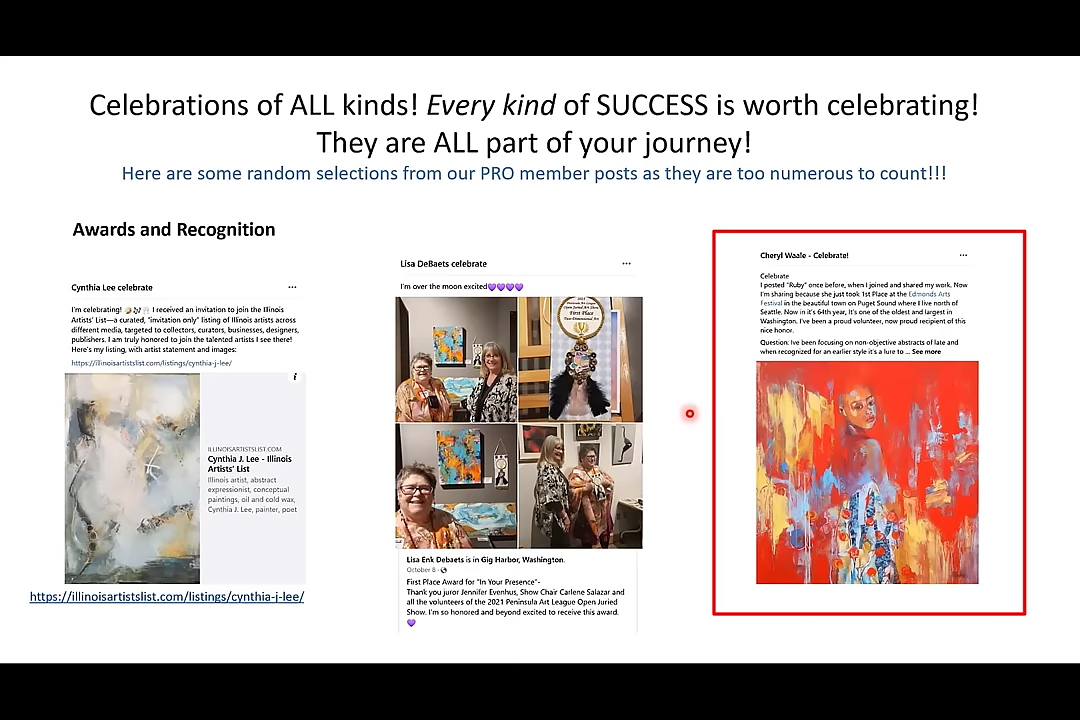 Celebrations of ALL kinds! Every kind of SUCCESS is worth celebrating!
They are ALL part of your journey!
Here are some random selections from our PRO member posts as they are too numerous to count!!!
Awards and Recognition
Cynthia Lee celebrate
I'm celebrating! I received an invitation to join the Illinois
Artists' List—a curated, "invitation only" listing of Illinois artists across
different media, targeted to collectors, curators, businesses, designers,
publishers. I am truly honored to join the talented artists I see there!
Here's my listing, with artist statement and images:
https://illinoisartistslist.com/listings/cynthia-j-lee/
ILLINOISARTISTSLIST.COM
Cynthia J. Lee - Illinois
Artists' List
Illinois artist, abstract
expressionist, conceptual
paintings, oil and cold wax,
Cynthia J. Lee, painter, poet
https://illinoisartistslist.com/listings/cynthia-j-lee/
Lisa DeBaets celebrate
I'm over the moon excited💜💜💜💜
First Place
Lisa Enk Debaets is in Gig Harbor, Washington.
October 8 ·
First Place Award for "In Your Presence"-
Thank you juror Jennifer Evenhus, Show Chair Carlene Salazar and
all the volunteers of the 2021 Peninsula Art League Open Juried
Show. I'm so honored and beyond excited to receive this award.
💜
Cheryl Waale - Celebrate!
Celebrate
I posted "Ruby" once before, when I joined and shared my work. Now
I'm sharing because she just took 1st Place at the Edmonds Arts
Festival in the beautiful town on Puget Sound where I live north of
Seattle. Now in it's 64th year, It's one of the oldest and largest in
Washington. I've been a proud volunteer, now proud recipient of this
nice honor.
Question: Ive been focusing on non-objective abstracts of late and
when recognized for an earlier style it's a lure to ... See more